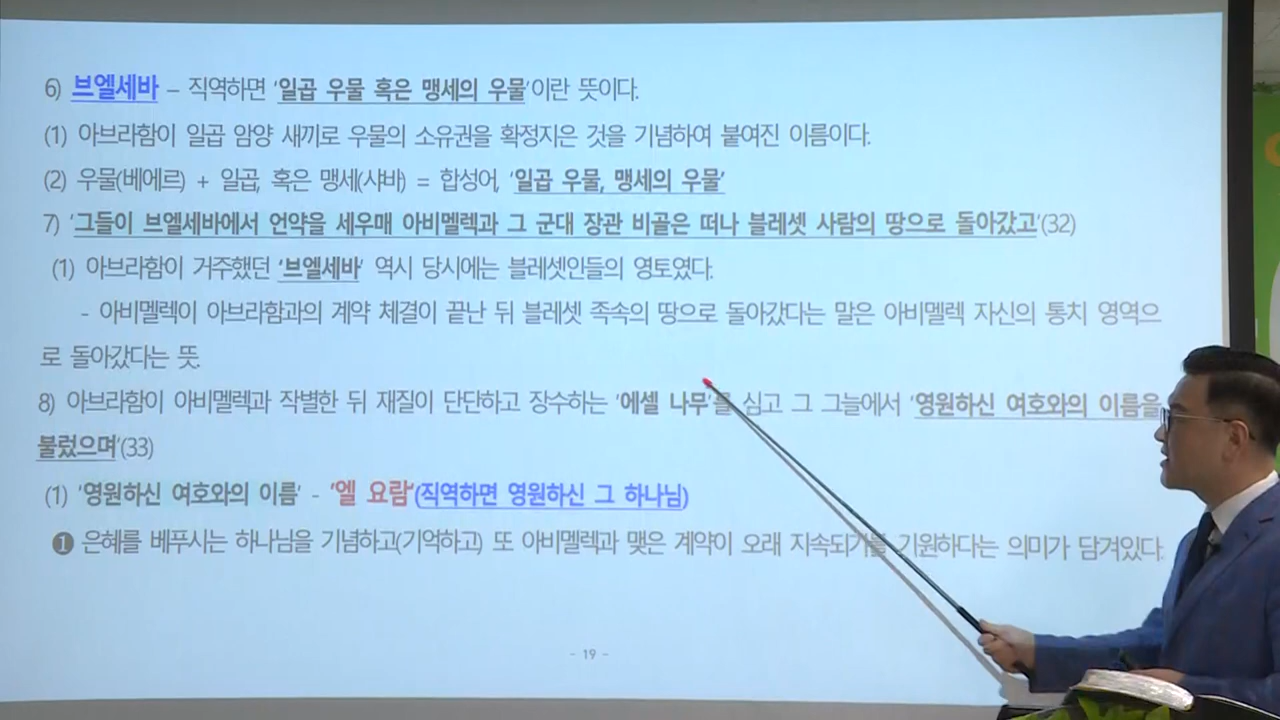 6) 브엘세바 – 직역하면 '일곱 우물 혹은 맹세의 우물'이란 뜻이다.
(1) 아브라함이 일곱 암양 새끼로 우물의 소유권을 확정지은 것을 기념하여 붙여진 이름이다.
(2) 우물(베에르) + 일곱, 혹은 맹세(샤바) = 합성어, '일곱 우물, 맹세의 우물'
7) '그들이 브엘세바에서 언약을 세우매 아비멜렉과 그 군대 장관 비골은 떠나 블레셋 사람의 땅으로 돌아갔고'(32)
(1) 아브라함이 거주했던 '브엘세바' 역시 당시에는 블레셋인들의 영토였다.
- 아비멜렉이 아브라함과의 계약 체결이 끝난 뒤 블레셋 족속의 땅으로 돌아갔다는 말은 아비멜렉 자신의 통치 영역으
로 돌아갔다는 뜻.
8) 아브라함이 아비멜렉과 작별한 뒤 재질이 단단하고 장수하는 '에셀 나무'를 심고 그 그늘에서 '영원하신 여호와의 이름을
불렀으며'(33)
(1) '영원하신 여호와의 이름' - '엘 요람'(직역하면 영원하신 그 하나님)
❶ 은혜를 베푸시는 하나님을 기념하고(기억하고) 또 아비멜렉과 맺은 계약이 오래 지속되기를 기원하다는 의미가 담겨있다.
- 19 -